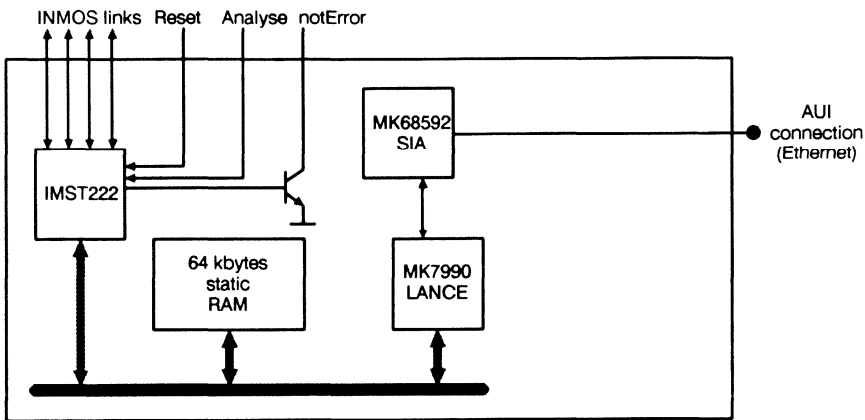 INMOS links Reset Analyse notError
MK68592
SIA
AUI
connection
(Ethernet)
IMST222
64 kbytes
static
RAM
MK7990
LANCE